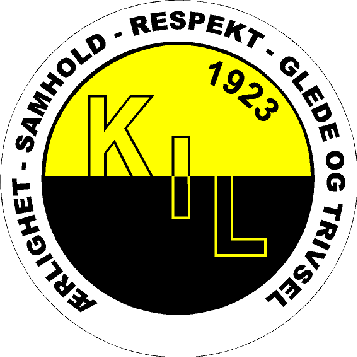 ÆRLIGHET - SAMHOLD - RESPEKT - GLEDE OG TRIVSEL
1923
KIL